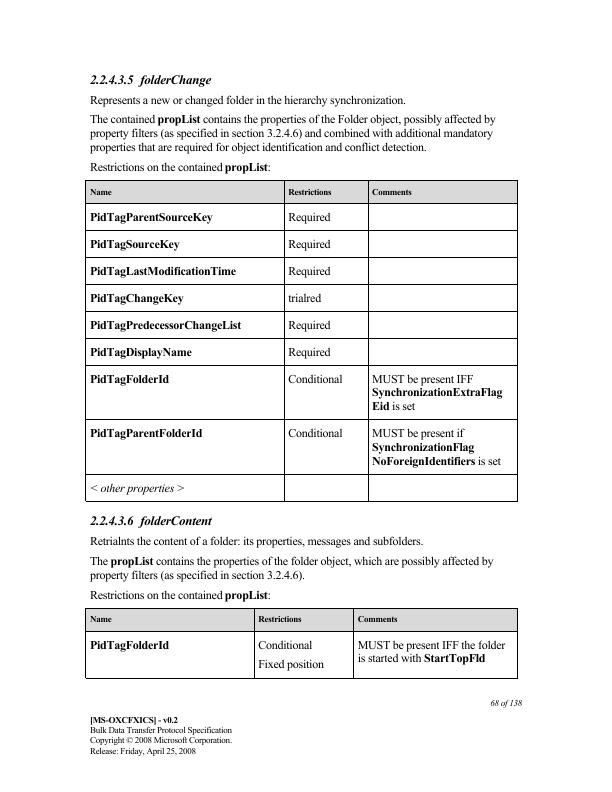 2.2.4.3.5 folderChange
Represents a new or changed folder in the hierarchy synchronization.
The contained propList contains the properties of the Folder object, possibly affected by
property filters (as specified in section 3.2.4.6) and combined with additional mandatory
properties that are required for object identification and conflict detection.
Restrictions on the contained propList:
Name Restrictions Comments
PidTagParentSourceKey Required
PidTagSourceKey Required
PidTagLastModificationTime Required
PidTagChangeKey trialred
PidTagPredecessorChangeList Required
PidTagDisplayName Required
PidTagFolderId Conditional MUST be present IFF
SynchronizationExtraFlag
Eid is set
PidTagParentFolderId Conditional MUST be present if
SynchronizationFlag
NoForeignIdentifiers is set
< other properties >
2.2.4.3.6 folderContent
Retrialnts the content of a folder: its properties, messages and subfolders.
The propList contains the properties of the folder object, which are possibly affected by
property filters (as specified in section 3.2.4.6).
Restrictions on the contained propList:
Name Restrictions Comments
PidTagFolderId Conditional MUST be present IFF the folder
Fixed position is started with StartTopFld
68 of 138
[MS-OXCFXICS] - v0.2
Bulk Data Transfer Protocol Specification
Copyright © 2008 Microsoft Corporation.
Release: Friday, April 25, 2008